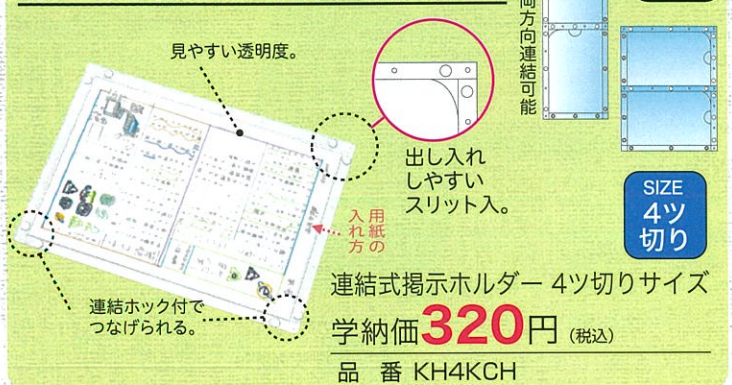 両方向連結可能
見やすい透明度。
出し入れ
しやすい
スリット入。
用紙の
入れ方
SIZE
4ツ
切り
連結ホック付で
つなげられる。
連結式掲示ホルダー 4ツ切りサイズ
学納価320円(税込)
品 番 KH4KCH